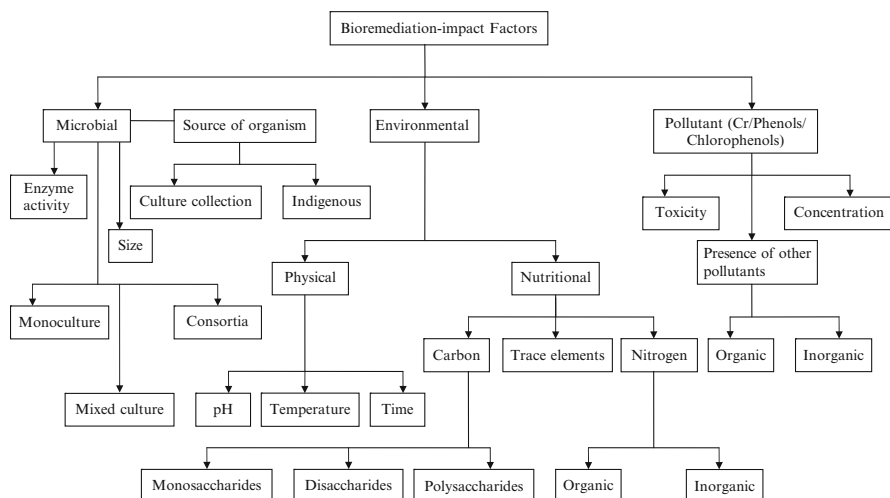 Bioremediation-impact Factors
Microbial
Source of organism
Environmental
Pollutant (Cr/Phenols/
Chlorophenols)
Enzyme
activity
Culture collection
Indigenous
Toxicity
Concentration
Size
Presence of other
pollutants
Physical
Nutritional
Monoculture
Consortia
Carbon
Trace elements
Nitrogen
Organic
Inorganic
Mixed culture
pH
Temperature
Time
Monosaccharides
Disaccharides
Polysaccharides
Organic
Inorganic